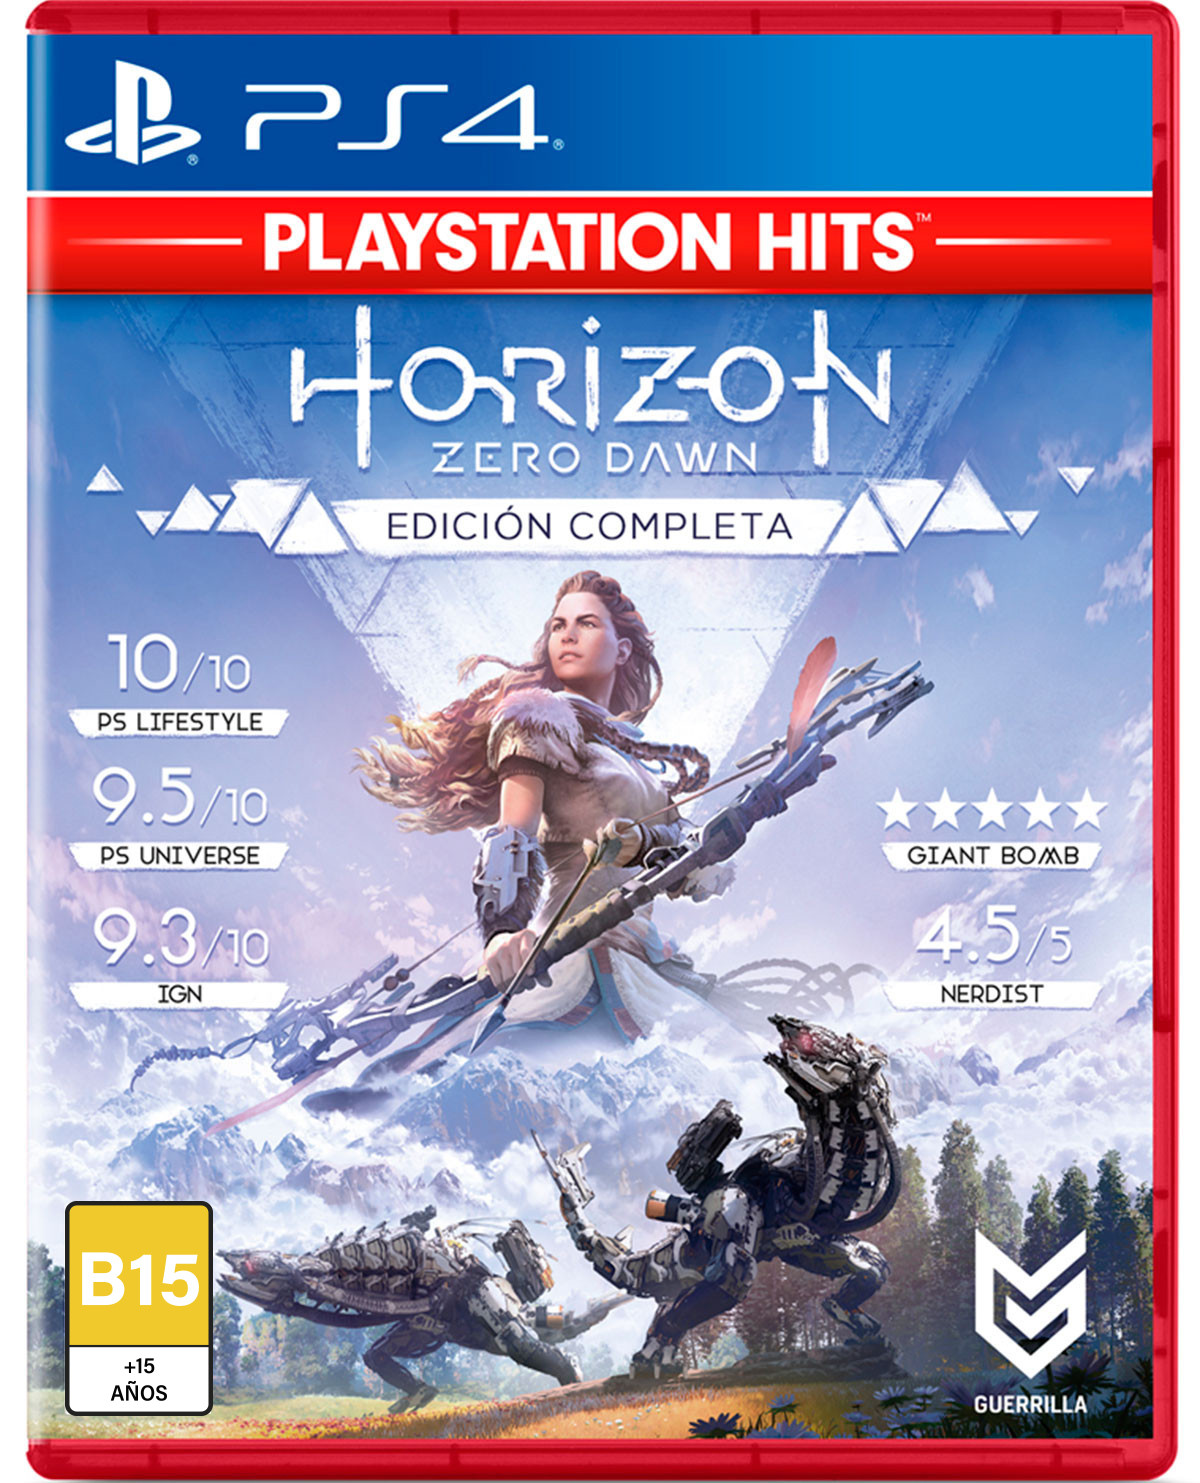 PS4®
PLAYSTATION HITS™
HORIZON
ZERO DAWN
EDICIÓN COMPLETA
10/10
PS LIFESTYLE
9.5/10
PS UNIVERSE
9.3/10
IGN
★★★★★
GIANT BOMB
4.5/5
NERDIST
B15
+15
AÑOS
GUERRILLA